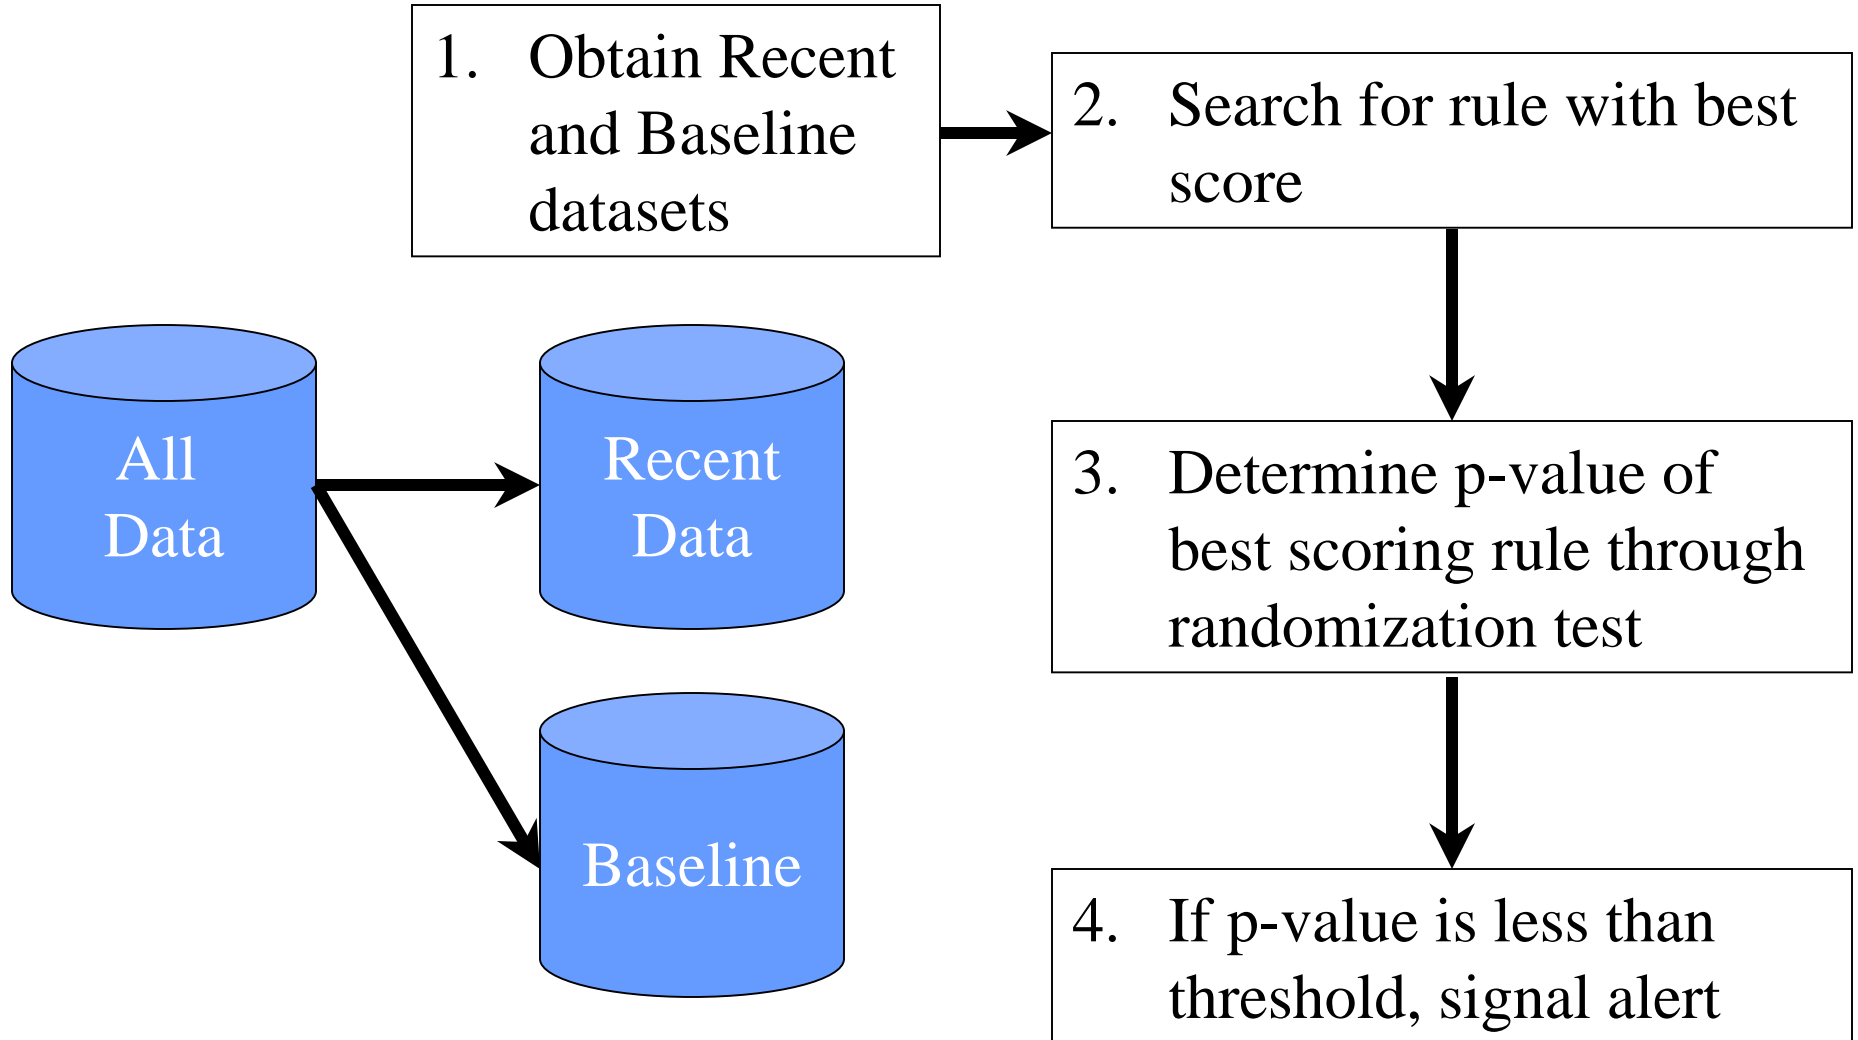 1. Obtain Recent
and Baseline
datasets
2. Search for rule with best
score
All
Data
Recent
Data
3. Determine p-value of
best scoring rule through
randomization test
Baseline
4. If p-value is less than
threshold, signal alert